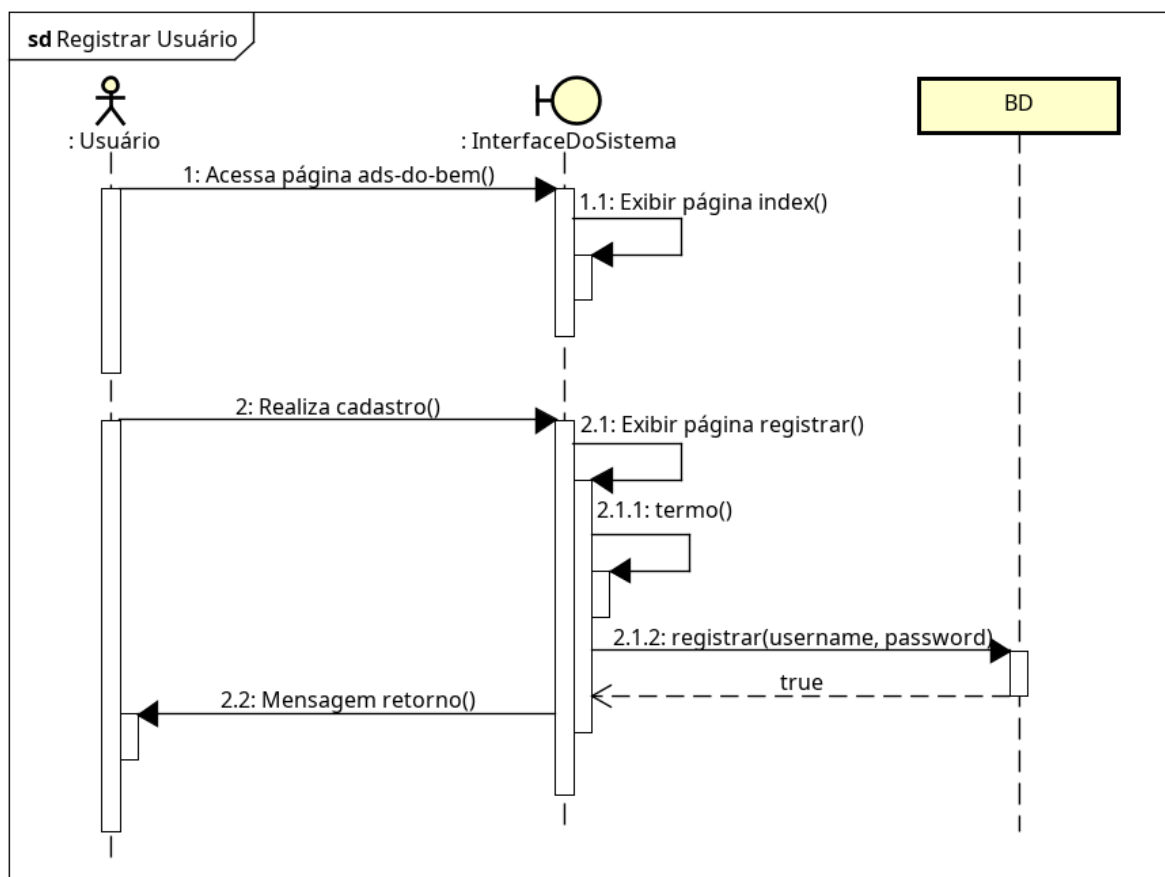 sd Registrar Usuário
: Usuário
: InterfaceDoSistema
BD
1: Acessa página ads-do-bem()
1.1: Exibir página index()
2: Realiza cadastro()
2.1: Exibir página registrar()
2.1.1: termo()
2.1.2: registrar(username, password)
true
2.2: Mensagem retorno()